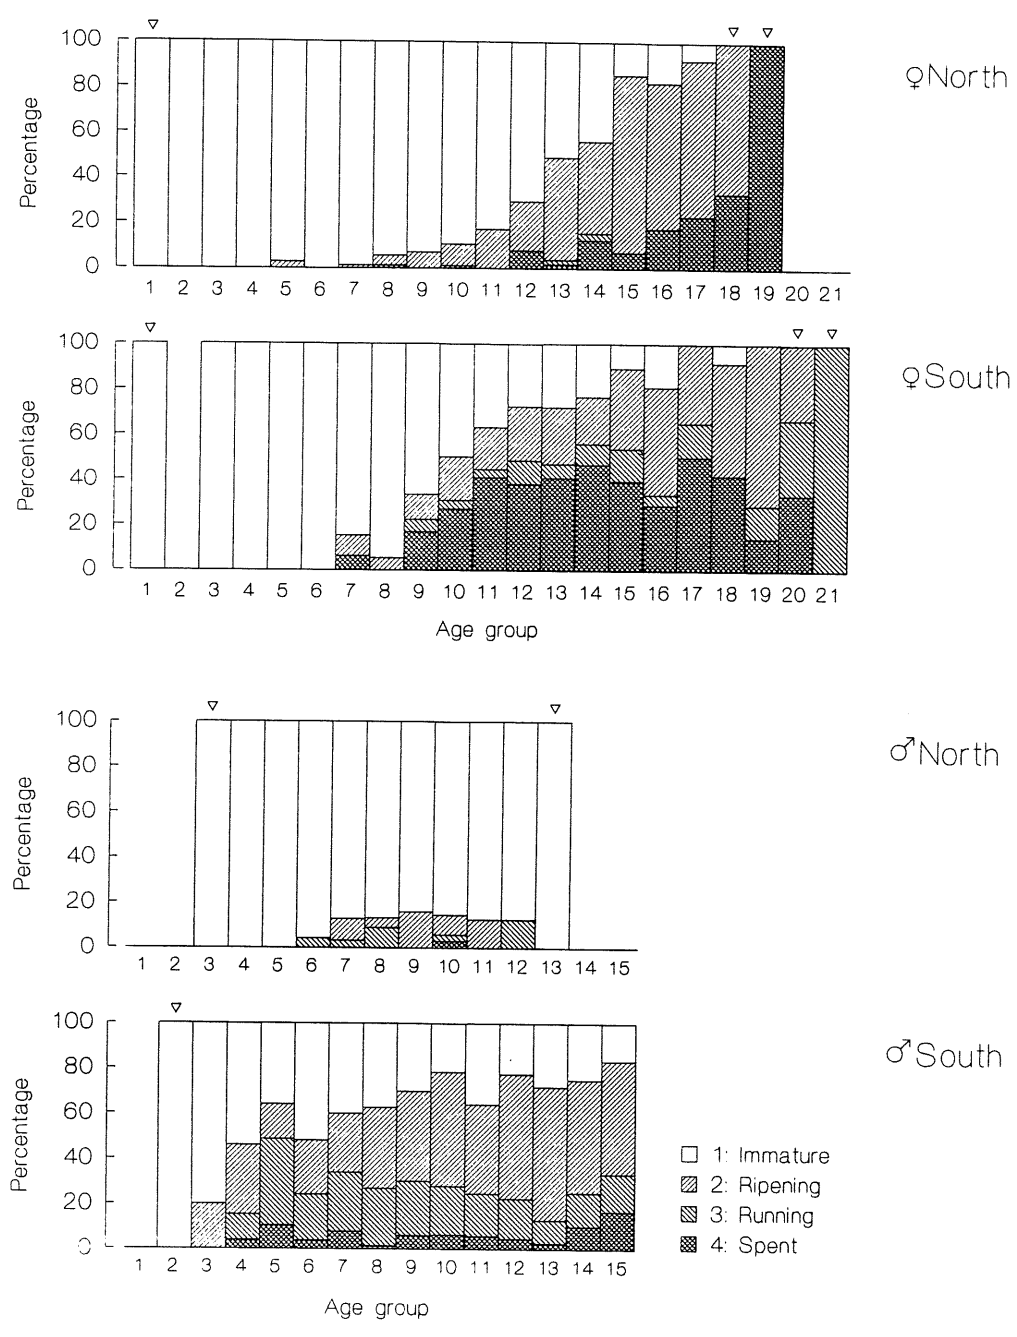 100
80
60
40
20
0
Percentage
1 2 3 4 5 6 7 8 9 10 11 12 13 14 15 16 17 18 19 20 21
♀North
100
80
60
40
20
0
Percentage
1 2 3 4 5 6 7 8 9 10 11 12 13 14 15 16 17 18 19 20 21
Age group
♀South
100
80
60
40
20
0
Percentage
1 2 3 4 5 6 7 8 9 10 11 12 13 14 15
♂North
100
80
60
40
20
0
Percentage
1 2 3 4 5 6 7 8 9 10 11 12 13 14 15
Age group
♂South
1: Immature
2: Ripening
3: Running
4: Spent